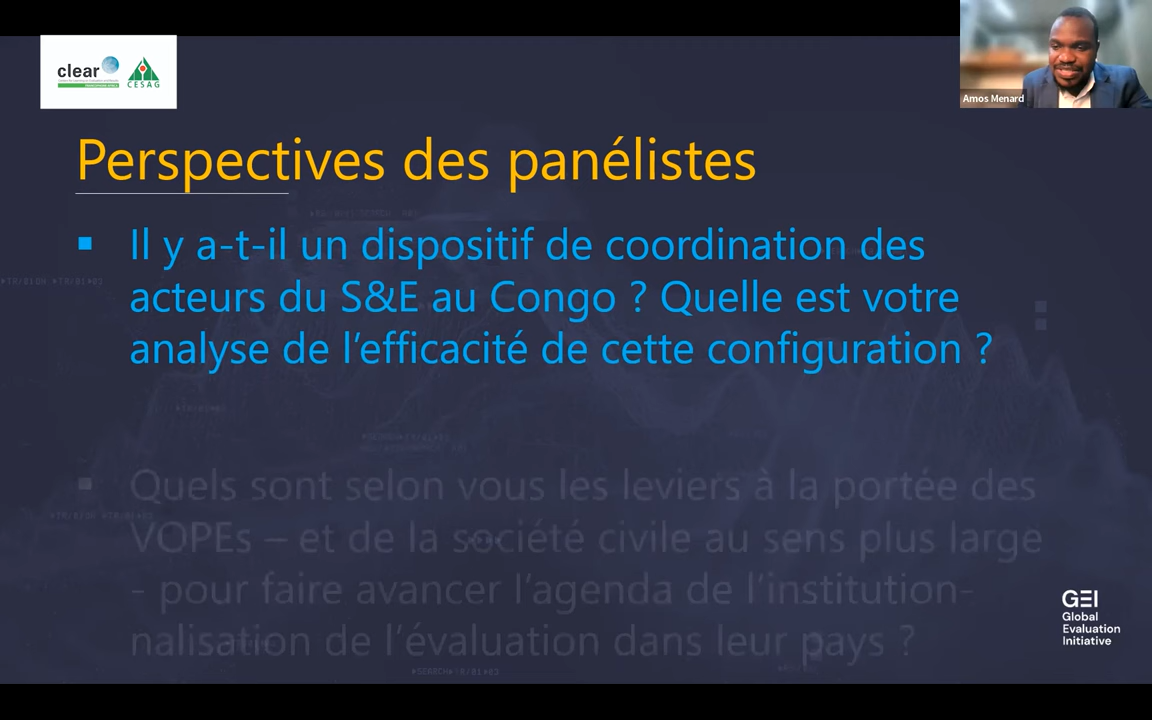 clear
CESAG
Amos Menard
Perspectives des panélistes
Il y a-t-il un dispositif de coordination des
acteurs du S&E au Congo ? Quelle est votre
analyse de l'efficacité de cette configuration ?
Quels sont selon vous les leviers à la portée des
VOPEs – et de la société civile au sens plus large
- pour faire avancer l'agenda de l'institution-
nalisation de l'évaluation dans leur pays ?
GEI
Global
Evaluation
Initiative